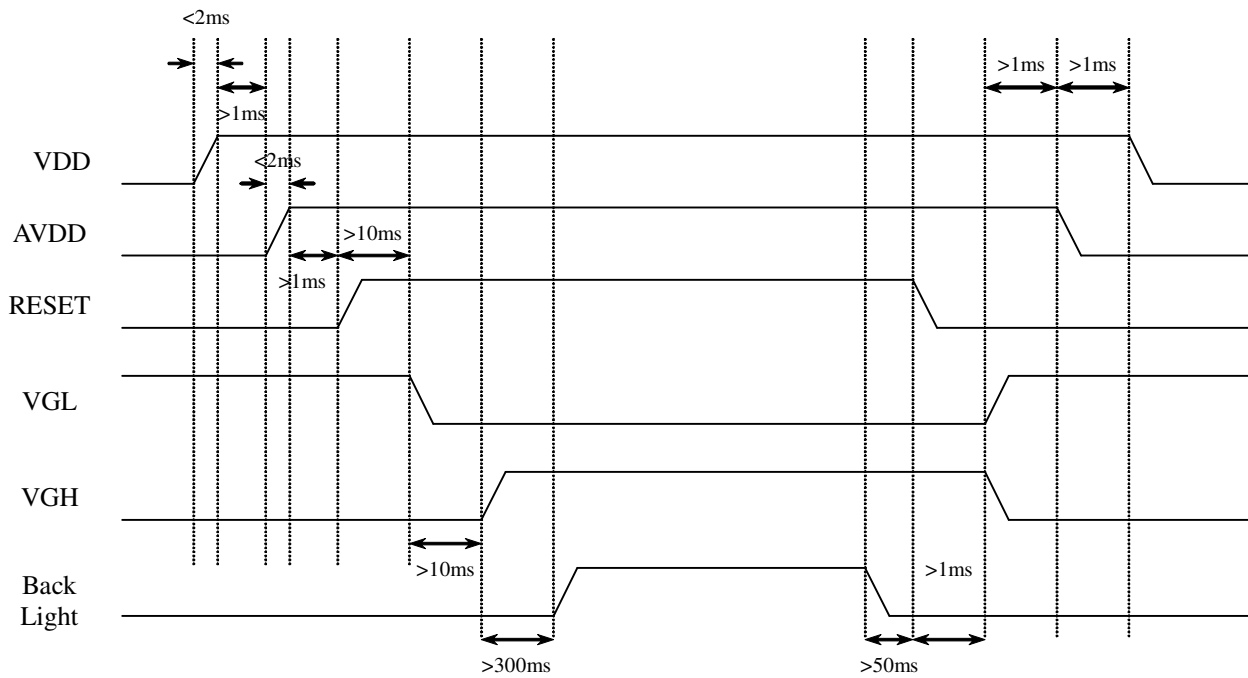 <2ms
>1ms
>1ms
>1ms
VDD
<2ms
AVDD
>10ms
>1ms
RESET
VGL
VGH
>10ms
>1ms
Back
Light
>300ms
>50ms